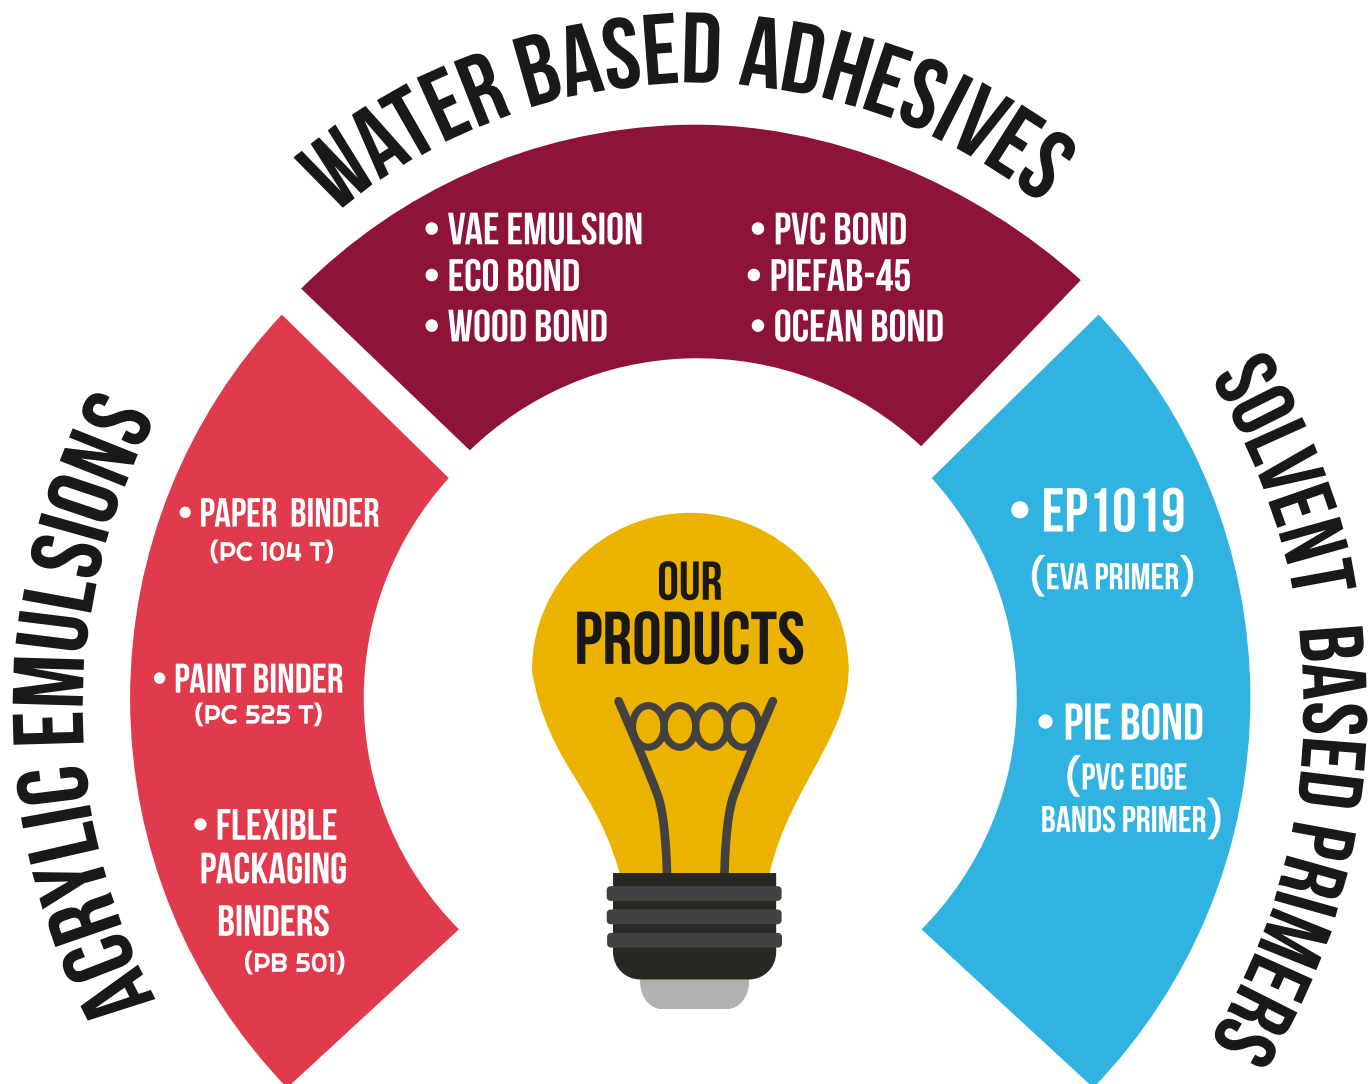 WATER BASED ADHESIVES
• VAE EMULSION
• ECO BOND
• WOOD BOND
• PVC BOND
• PIEFAB-45
• OCEAN BOND
ACRYLIC EMULSIONS
• PAPER BINDER
(PC 104 T)
• PAINT BINDER
(PC 525 T)
• FLEXIBLE
PACKAGING
BINDERS
(PB 501)
OUR
PRODUCTS
SOLVENT BASED PRIMERS
• EP1019
(EVA PRIMER)
• PIE BOND
(PVC EDGE
BANDS PRIMER)